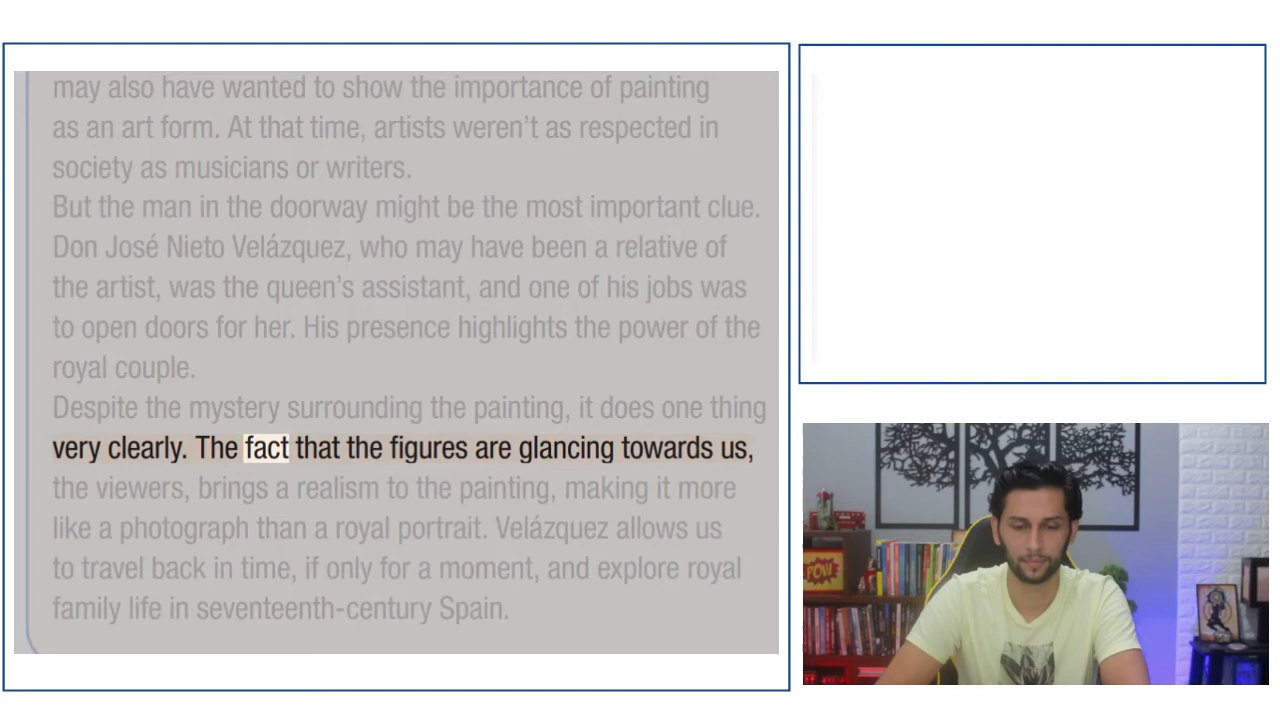 may also have wanted to show the importance of painting
as an art form. At that time, artists weren't as respected in
society as musicians or writers.
But the man in the doorway might be the most important clue.
Don José Nieto Velázquez, who may have been a relative of
the artist, was the queen's assistant, and one of his jobs was
to open doors for her. His presence highlights the power of the
royal couple.
Despite the mystery surrounding the painting, it does one thing
very clearly. The fact that the figures are glancing towards us,
the viewers, brings a realism to the painting, making it more
like a photograph than a royal portrait. Velázquez allows us
to travel back in time, if only for a moment, and explore royal
family life in seventeenth-century Spain.
POW